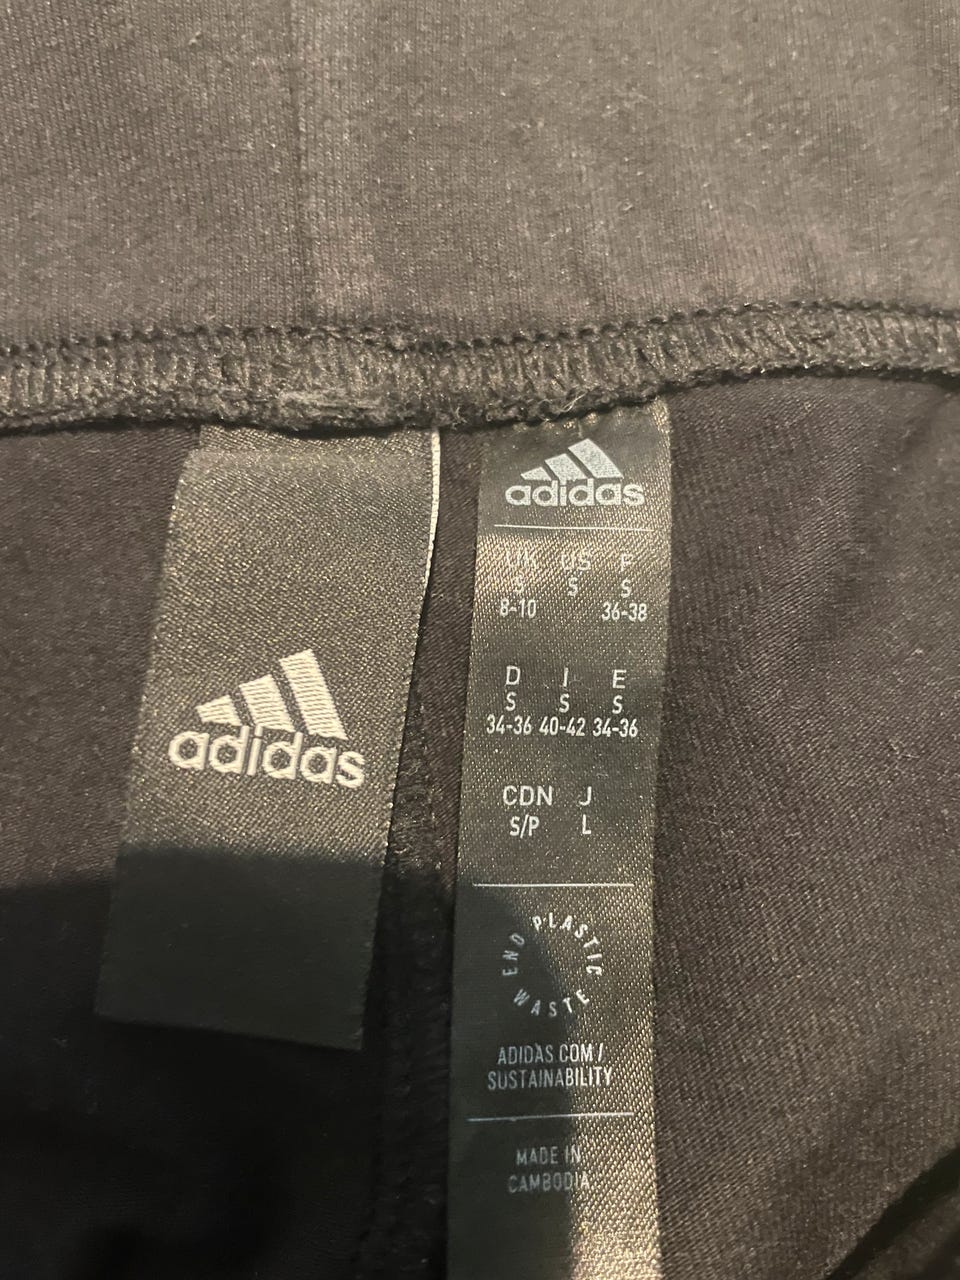 adidas
adidas
UK US F
S S S
8-10 36-38
D I E
S S S
34-36 40-42 34-36
CDN J
S/P L
END PLASTIC WASTE
ADIDAS.COM/
SUSTAINABILITY
MADE IN
CAMBODIA